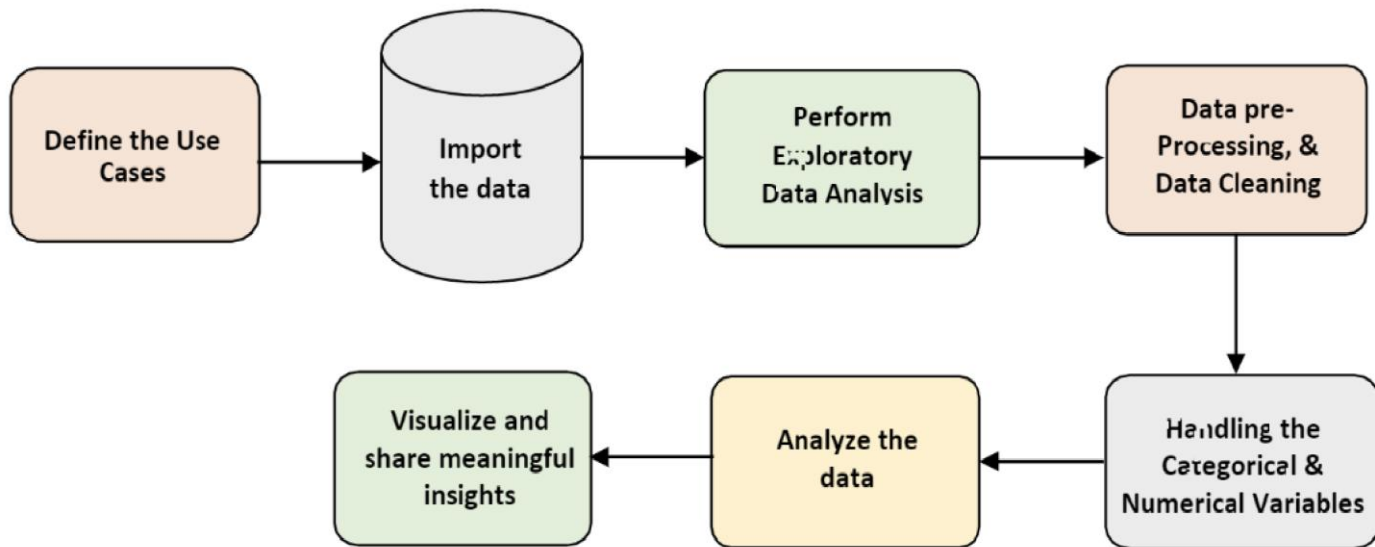 Define the Use
Cases
Import
the data
Perform
Exploratory
Data Analysis
Data pre-
Processing, &
Data Cleaning
Handling the
Categorical &
Numerical Variables
Analyze the
data
Visualize and
share meaningful
insights